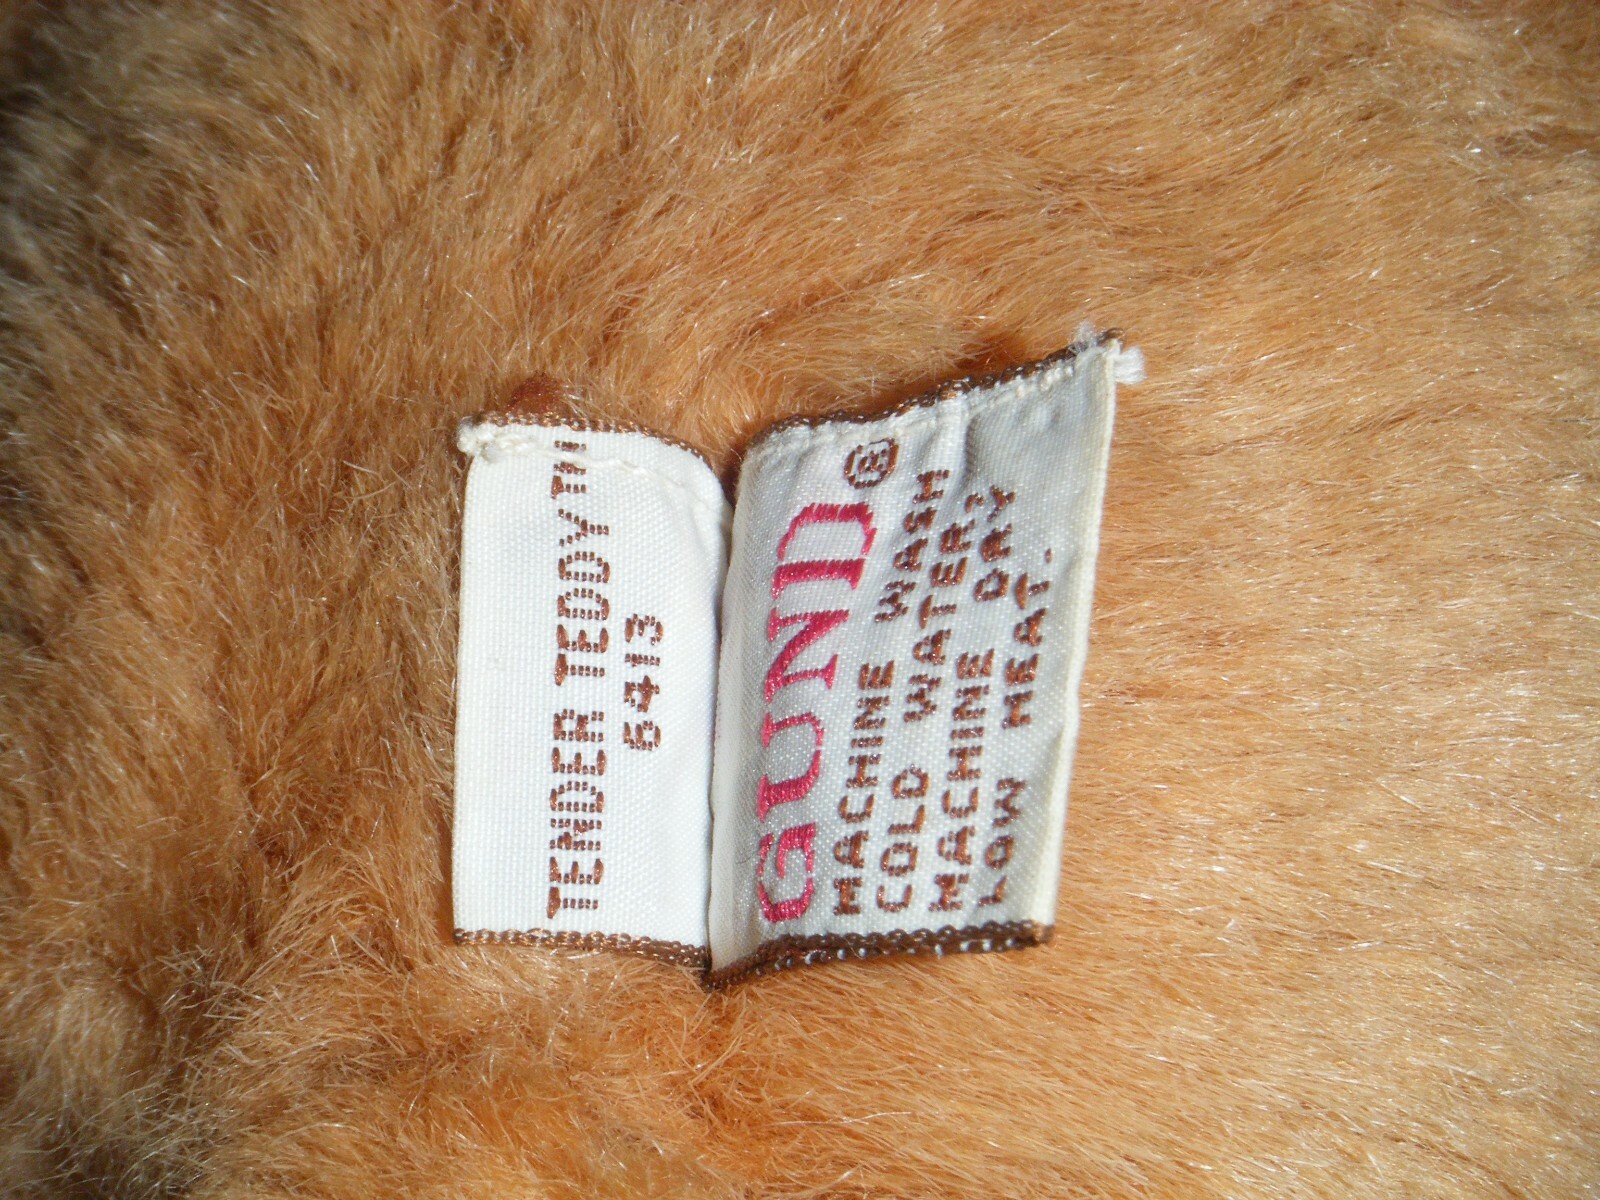 TENDER TEDDY™
6413
GUND®
MACHINE WASH
COLD WATER;
MACHINE DRY
LOW HEAT.